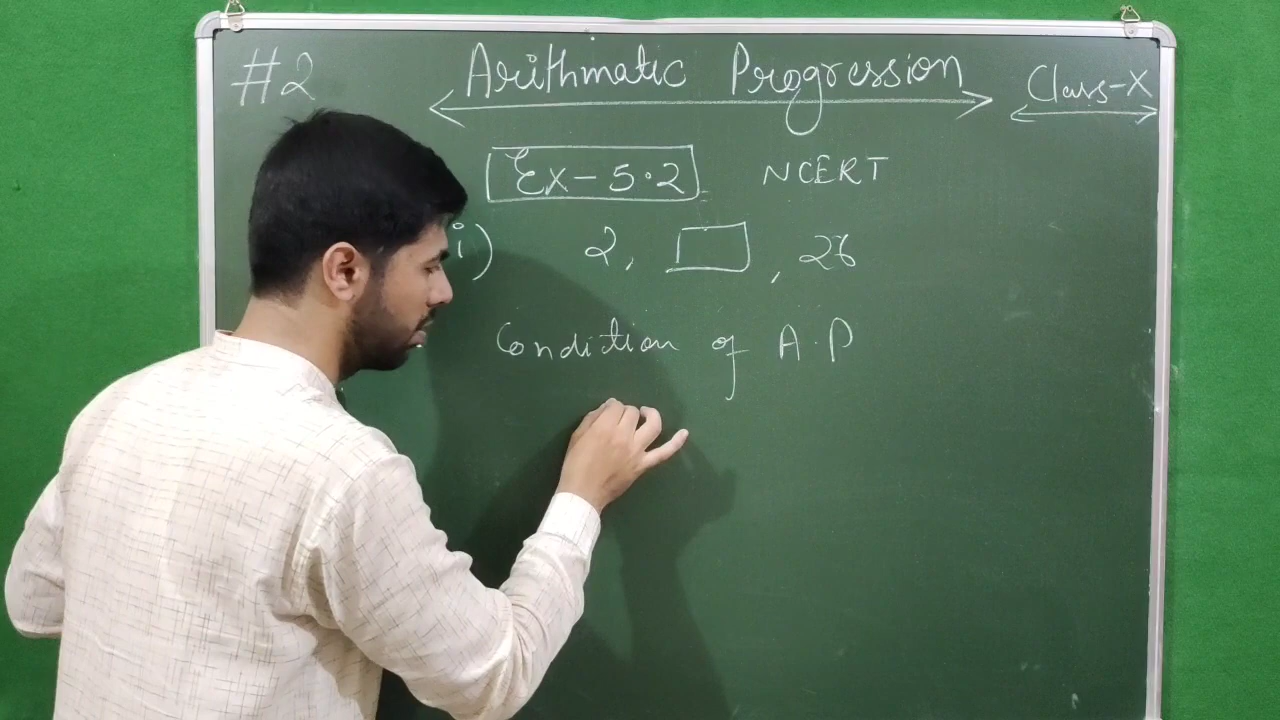 #2 Arithmatic Progression Class-X
Ex-5.2 NCERT
i) 2, , 26
Condition of A.P